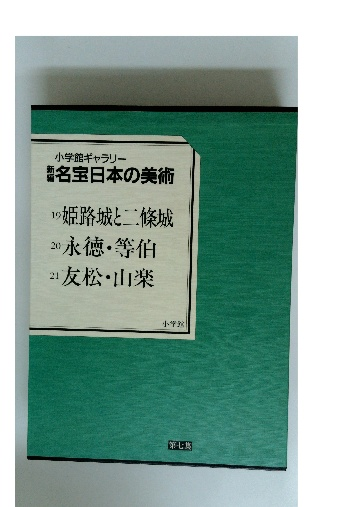 小学館ギャラリー
新編 名宝日本の美術
19 姫路城と二條城
20 永徳・等伯
21 友松・山楽
小学館
第七集